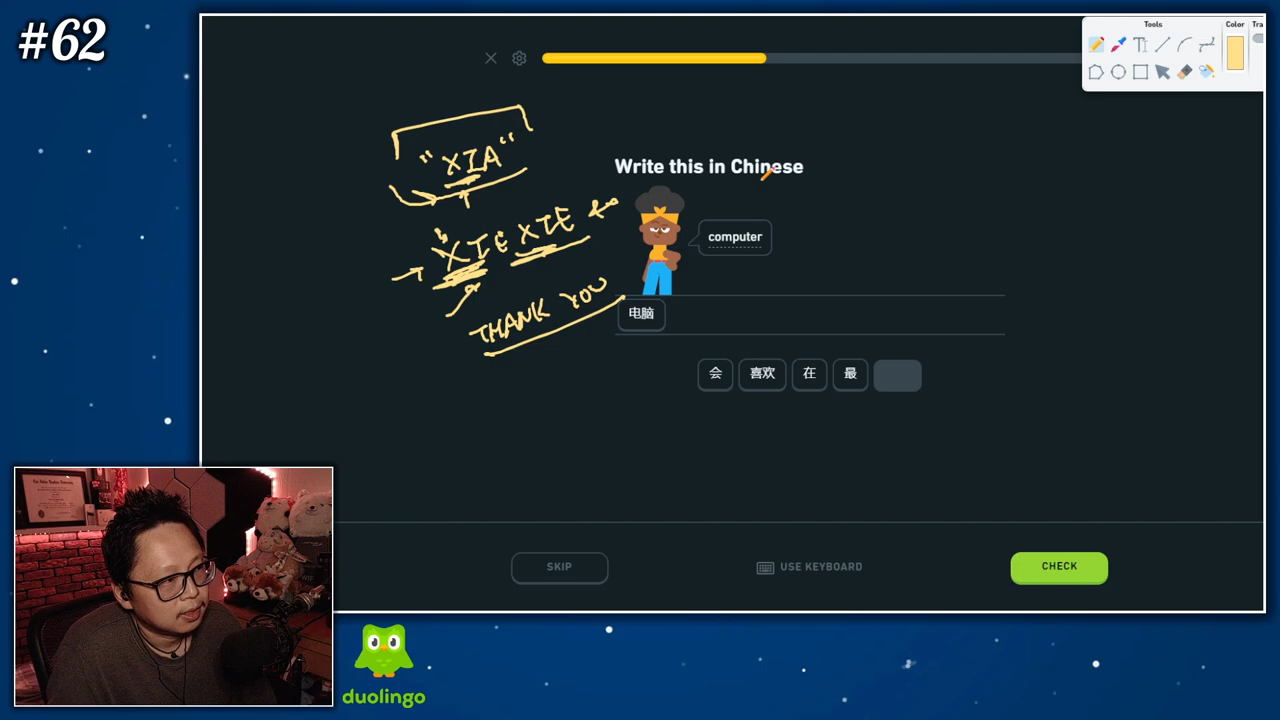 #62
Tools
Color
Tra
"XIA"
XIE XIE
THANK YOU
Write this in Chinese
computer
电脑
会 喜欢 在 最
SKIP
USE KEYBOARD
CHECK
duolingo